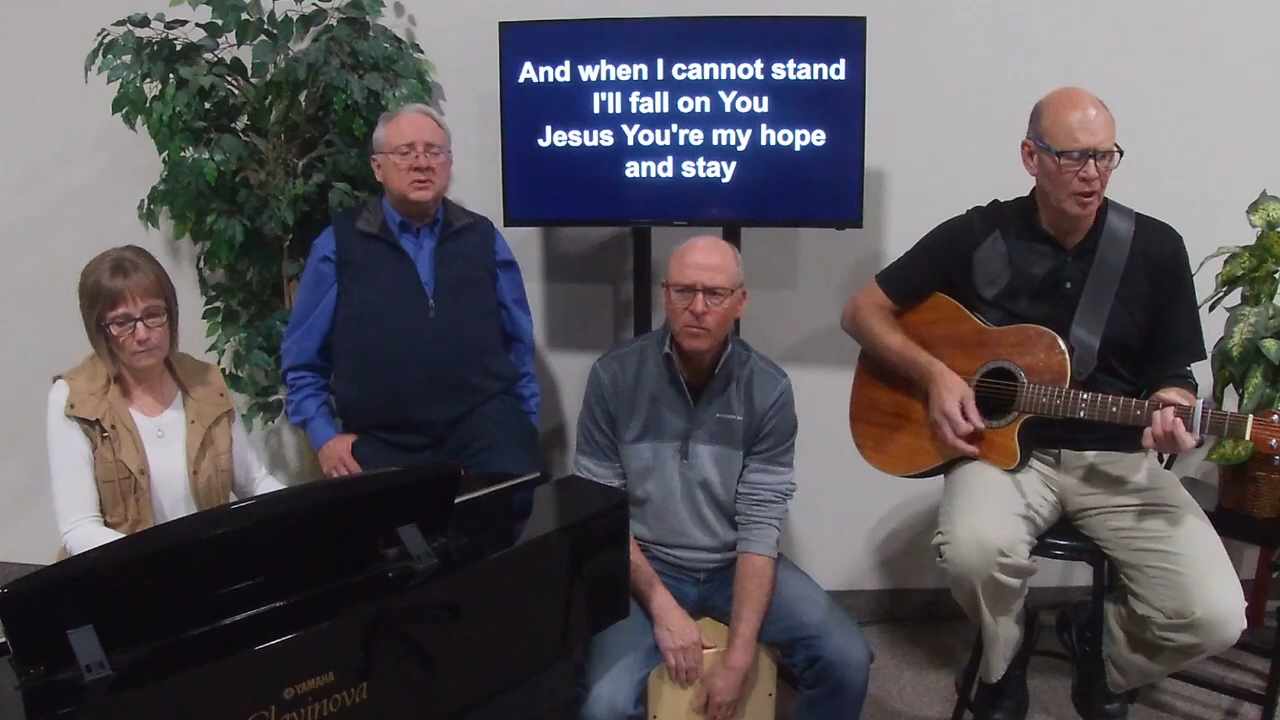 And when I cannot stand
I'll fall on You
Jesus You're my hope
and stay
YAMAHA
Clavinova